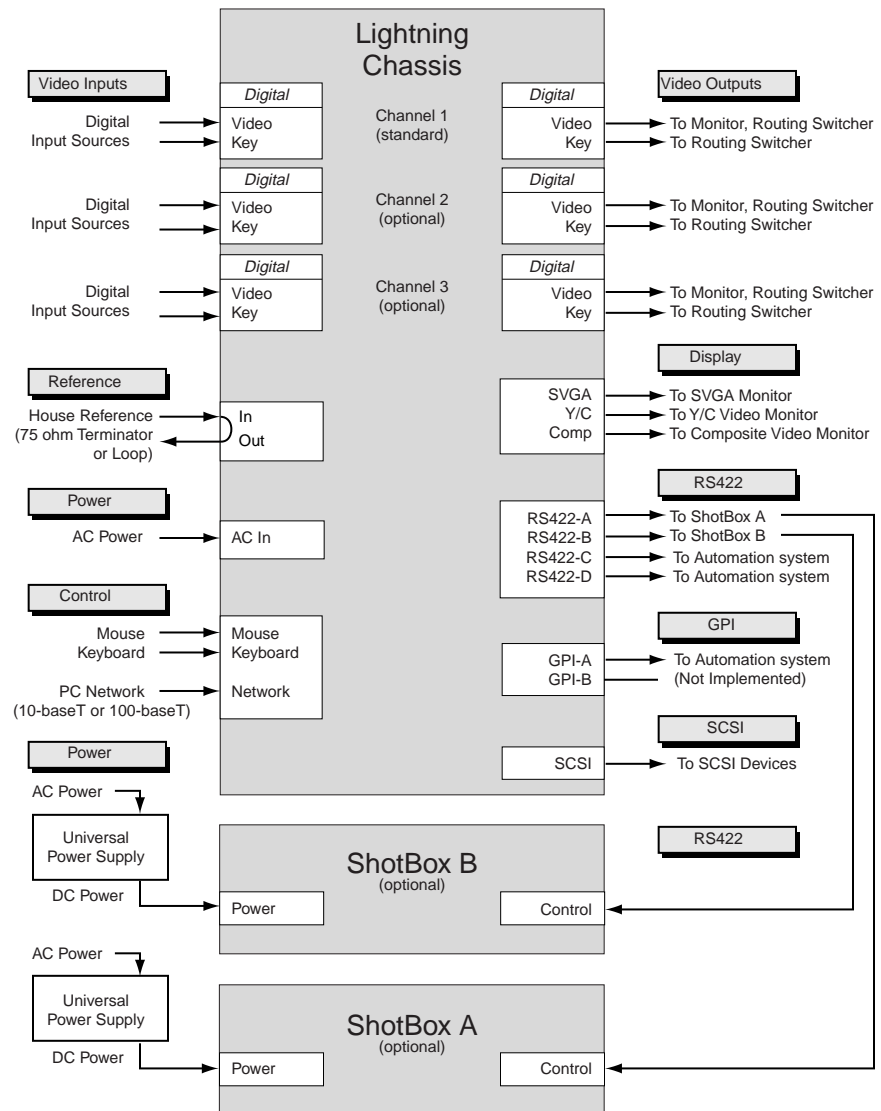 Lightning
Chassis
Video Inputs
Video Outputs
Digital
Digital
Digital
Input Sources
Video
Key
Channel 1
(standard)
Video
Key
To Monitor, Routing Switcher
To Routing Switcher
Digital
Digital
Digital
Input Sources
Video
Key
Channel 2
(optional)
Video
Key
To Monitor, Routing Switcher
To Routing Switcher
Digital
Digital
Digital
Input Sources
Video
Key
Channel 3
(optional)
Video
Key
To Monitor, Routing Switcher
To Routing Switcher
Reference
House Reference
(75 ohm Terminator
or Loop)
In
Out
Display
SVGA
Y/C
Comp
To SVGA Monitor
To Y/C Video Monitor
To Composite Video Monitor
Power
AC Power
AC In
RS422
RS422-A
RS422-B
RS422-C
RS422-D
To ShotBox A
To ShotBox B
To Automation system
To Automation system
Control
Mouse
Keyboard
PC Network
(10-baseT or 100-baseT)
Mouse
Keyboard
Network
GPI
GPI-A
GPI-B
To Automation system
(Not Implemented)
SCSI
SCSI
To SCSI Devices
Power
AC Power
Universal
Power Supply
DC Power
ShotBox B
(optional)
Power
Control
RS422
AC Power
Universal
Power Supply
DC Power
ShotBox A
(optional)
Power
Control